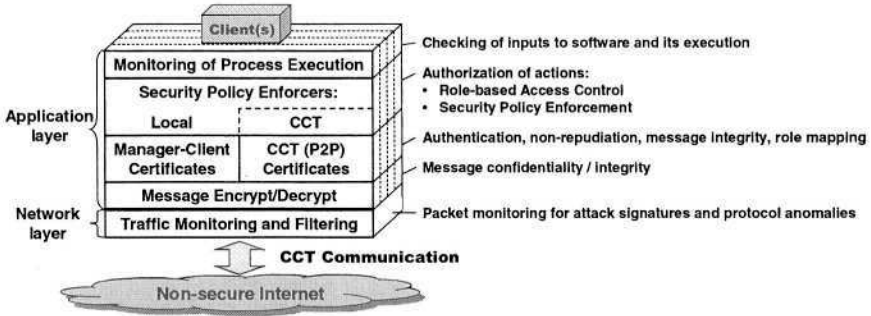 Client(s)
Checking of inputs to software and its execution
Monitoring of Process Execution
Authorization of actions:
Security Policy Enforcers:
• Role-based Access Control
• Security Policy Enforcement
Application
layer
Local
CCT
Authentication, non-repudiation, message integrity, role mapping
Manager-Client
Certificates
CCT (P2P)
Certificates
Message confidentiality / integrity
Message Encrypt/Decrypt
Network
layer
Traffic Monitoring and Filtering
Packet monitoring for attack signatures and protocol anomalies
CCT Communication
Non-secure Internet